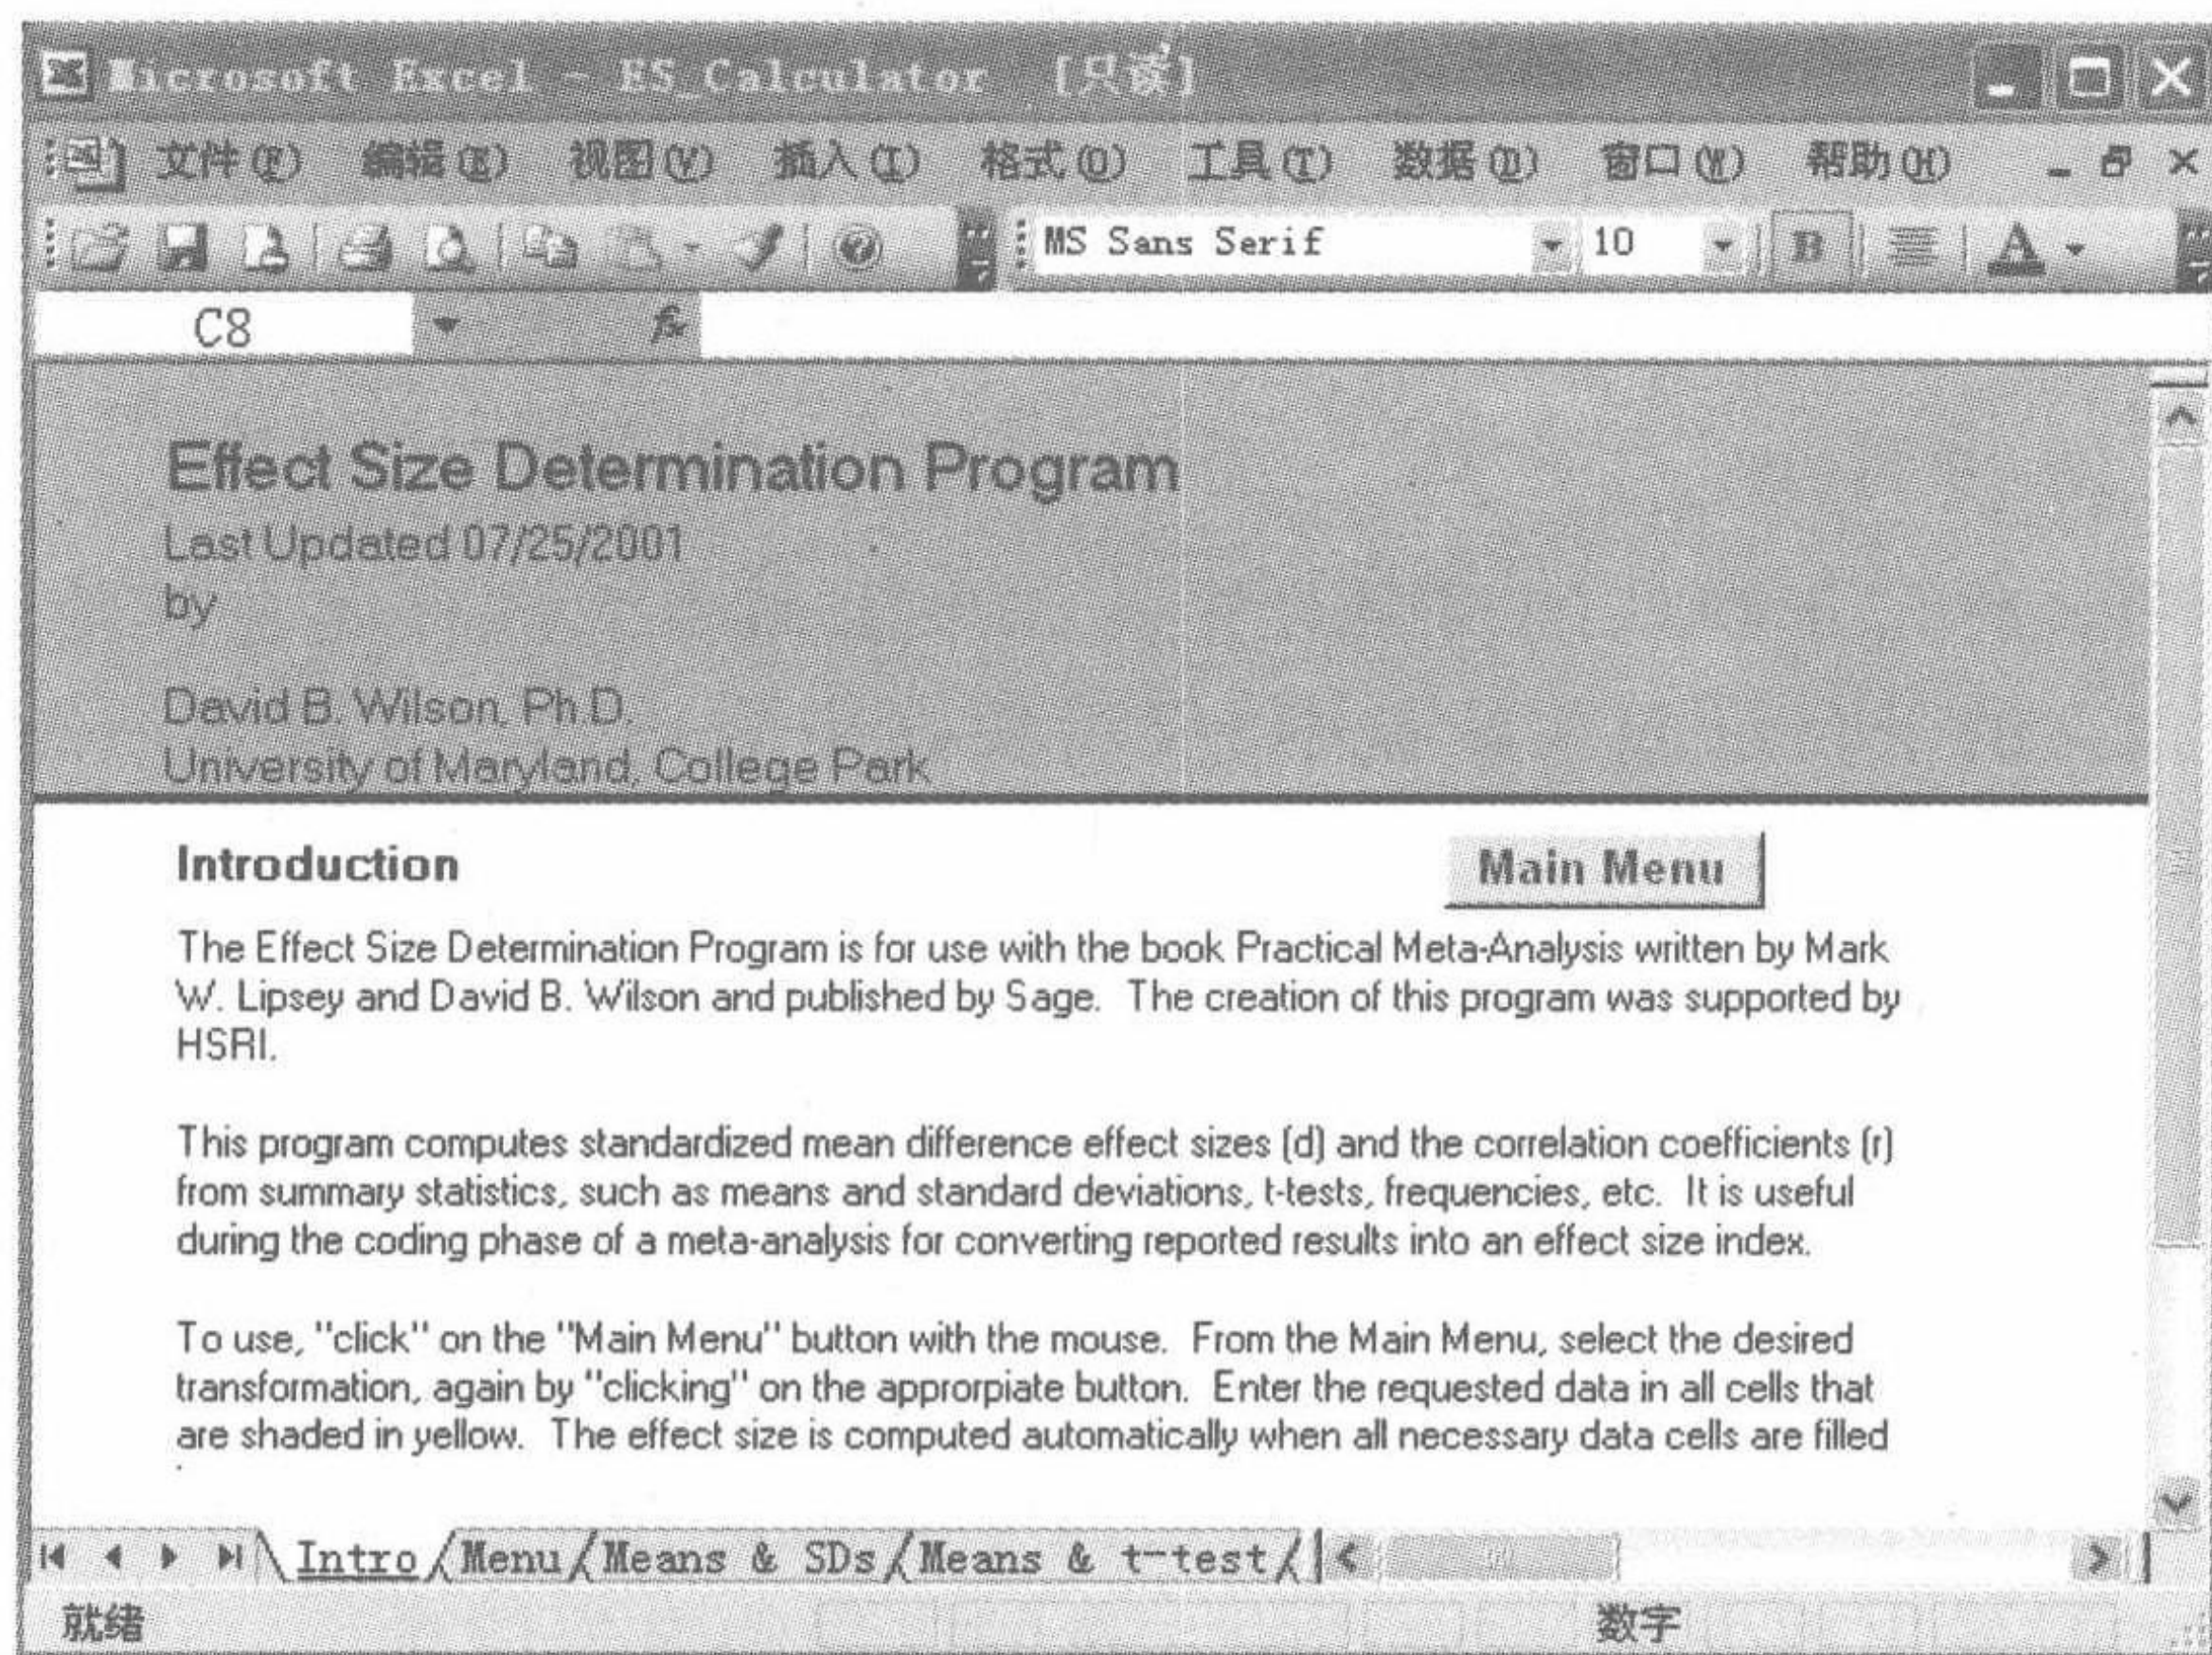 Microsoft Excel - ES_Calculator [只读]
文件(F) 编辑(E) 视图(V) 插入(I) 格式(O) 工具(T) 数据(D) 窗口(W) 帮助(H)
MS Sans Serif 10 B A
C8 fx
Effect Size Determination Program
Last Updated 07/25/2001
by
David B. Wilson, Ph.D.
University of Maryland, College Park
Introduction
Main Menu
The Effect Size Determination Program is for use with the book Practical Meta-Analysis written by Mark
W. Lipsey and David B. Wilson and published by Sage. The creation of this program was supported by
HSRI.
This program computes standardized mean difference effect sizes (d) and the correlation coefficients (r)
from summary statistics, such as means and standard deviations, t-tests, frequencies, etc. It is useful
during the coding phase of a meta-analysis for converting reported results into an effect size index.
To use, "click" on the "Main Menu" button with the mouse. From the Main Menu, select the desired
transformation, again by "clicking" on the approrpiate button. Enter the requested data in all cells that
are shaded in yellow. The effect size is computed automatically when all necessary data cells are filled
Intro Menu Means & SDs Means & t-test
就绪 数字